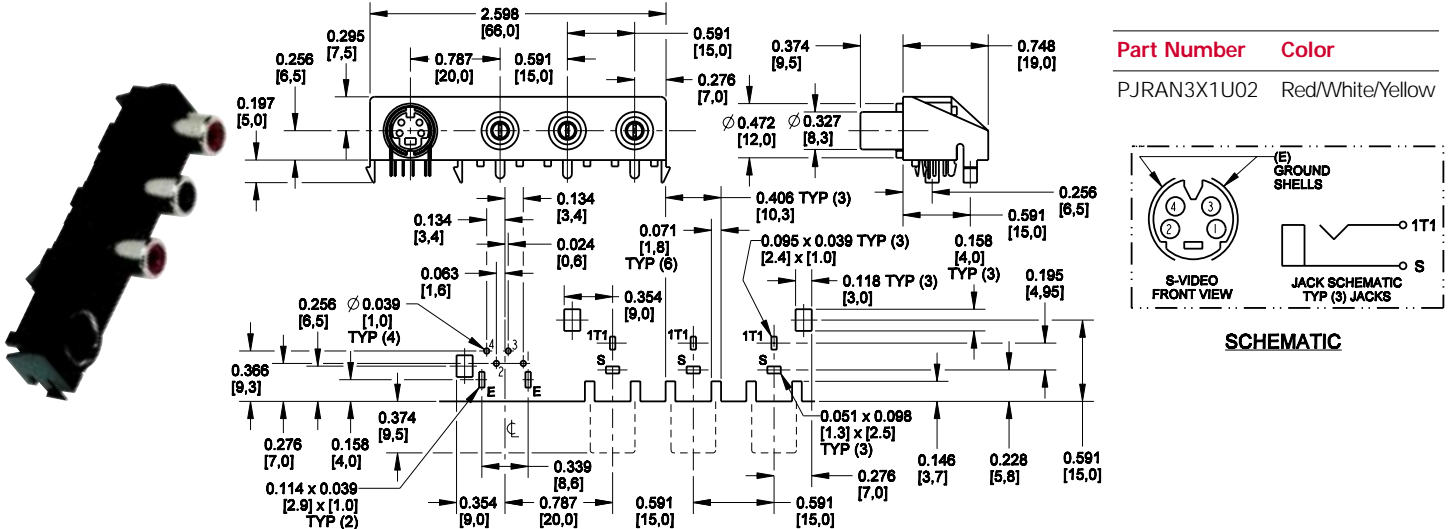 2.598
[66,0]
0.295
[7,5]
0.256
[6,5]
0.197
[5,0]
0.787
[20,0]
0.591
[15,0]
0.591
[15,0]
0.276
[7,0]
0.374
[9,5]
0.748
[19,0]
Ø 0.472
[12,0]
Ø 0.327
[8,3]
0.256
[6,5]
0.591
[15,0]
Part Number Color
PJRAN3X1U02 Red/White/Yellow
(E)
GROUND
SHELLS
4 3
2 1
S-VIDEO
FRONT VIEW
1T1
S
JACK SCHEMATIC
TYP (3) JACKS
SCHEMATIC
0.134
[3,4]
0.134
[3,4]
0.024
[0,6]
0.063
[1,6]
0.256
[6,5]
Ø 0.039
[1,0]
TYP (4)
0.406 TYP (3)
[10,3]
0.071
[1,8]
TYP (6)
0.354
[9,0]
0.095 x 0.039 TYP (3)
[2.4] x [1.0]
0.158
[4,0]
TYP (3)
0.118 TYP (3)
[3,0]
0.195
[4,95]
4 3
2
E E
1T1 1T1 1T1
S S S
0.366
[9,3]
0.276
[7,0]
0.158
[4,0]
0.374
[9,5]
℄
0.114 x 0.039
[2.9] x [1.0]
TYP (2)
0.339
[8,6]
0.354
[9,0]
0.787
[20,0]
0.591
[15,0]
0.591
[15,0]
0.051 x 0.098
[1.3] x [2.5]
TYP (3)
0.276
[7,0]
0.146
[3,7]
0.228
[5,8]
0.591
[15,0]